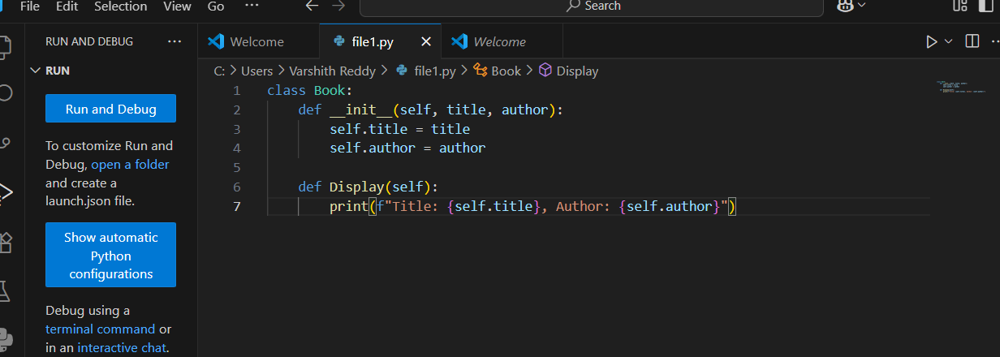 File Edit Selection View Go ··· Search
RUN AND DEBUG ···
RUN
Run and Debug
To customize Run and
Debug, open a folder
and create a
launch.json file.
Show automatic
Python
configurations
Debug using a
terminal command or
in an interactive chat.
Welcome file1.py Welcome
C: > Users > Varshith Reddy > file1.py > Book > Display
1 class Book:
2     def __init__(self, title, author):
3         self.title = title
4         self.author = author
5
6     def Display(self):
7         print(f"Title: {self.title}, Author: {self.author}")